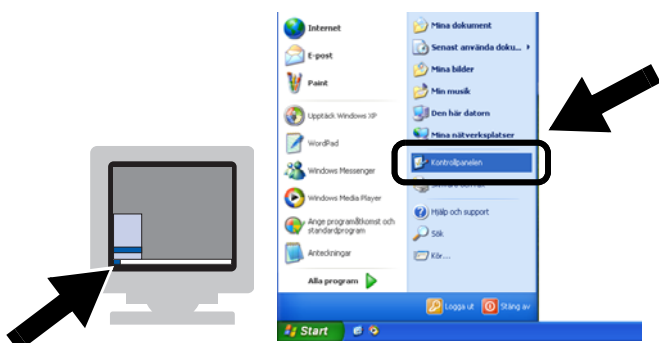 Internet
E-post
Paint
Upptäck Windows XP
WordPad
Windows Messenger
Windows Media Player
Ange programåtkomst och
standardprogram
Anteckningar
Alla program
Mina dokument
Senast använda doku...
Mina bilder
Min musik
Den här datorn
Mina nätverksplatser
Kontrollpanelen
Hjälp och support
Sök
Kör...
Logga ut
Stäng av
Start